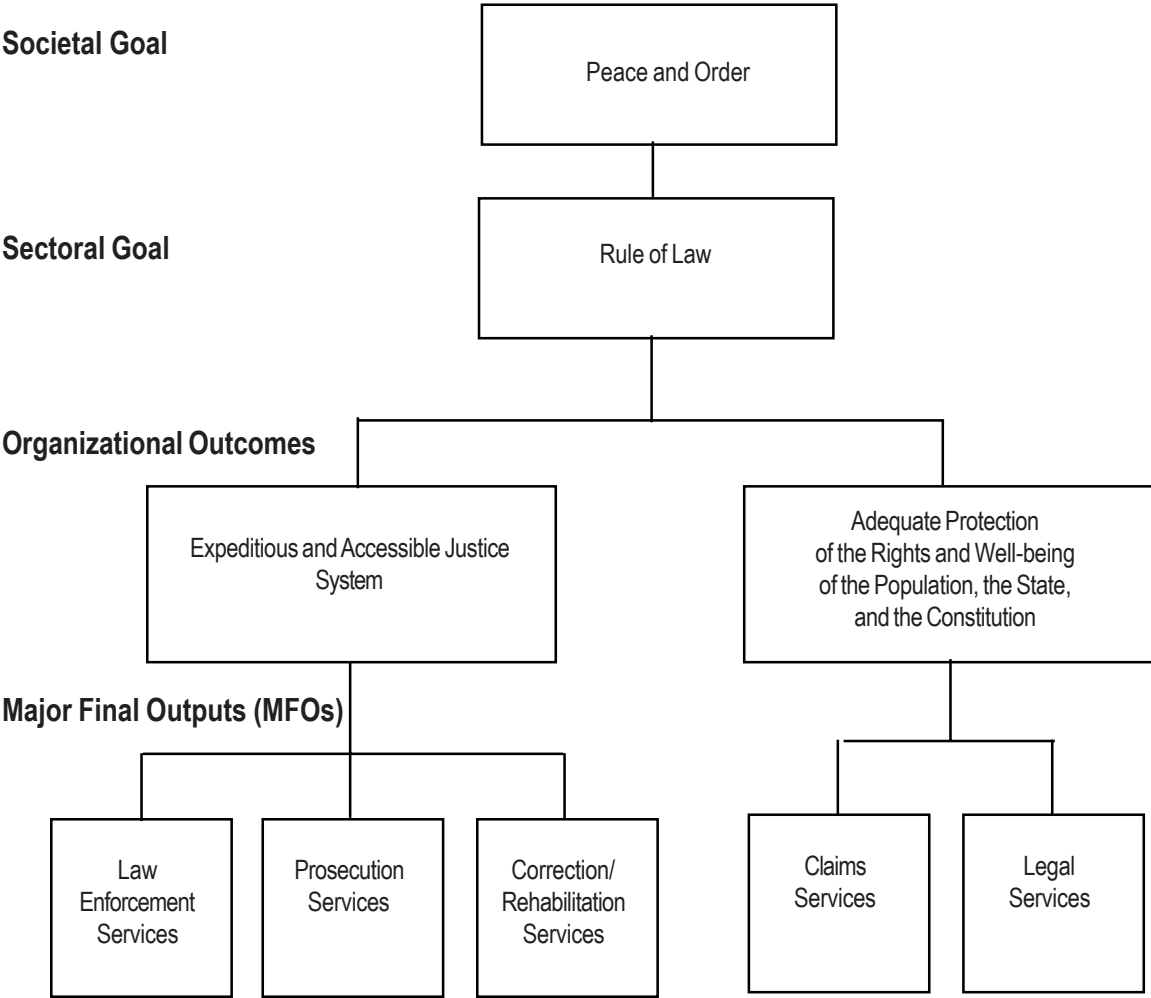 Societal Goal
Peace and Order
Sectoral Goal
Rule of Law
Organizational Outcomes
Expeditious and Accessible Justice
System
Adequate Protection
of the Rights and Well-being
of the Population, the State,
and the Constitution
Major Final Outputs (MFOs)
Law
Enforcement
Services
Prosecution
Services
Correction/
Rehabilitation
Services
Claims
Services
Legal
Services